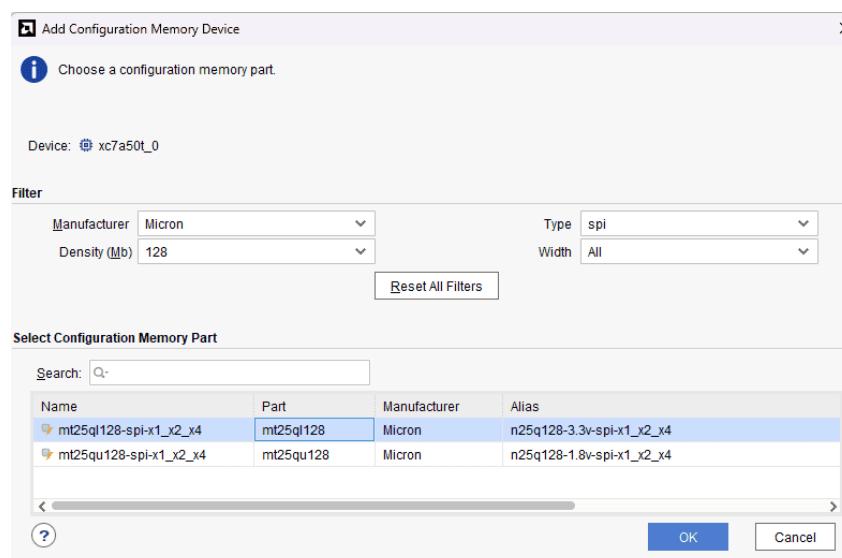 Add Configuration Memory Device
Choose a configuration memory part.
Device: xc7a50t_0
Filter
Manufacturer Micron Type spi
Density (Mb) 128 Width All
Reset All Filters
Select Configuration Memory Part
Search:
Name Part Manufacturer Alias
mt25ql128-spi-x1_x2_x4 mt25ql128 Micron n25q128-3.3v-spi-x1_x2_x4
mt25qu128-spi-x1_x2_x4 mt25qu128 Micron n25q128-1.8v-spi-x1_x2_x4
? OK Cancel